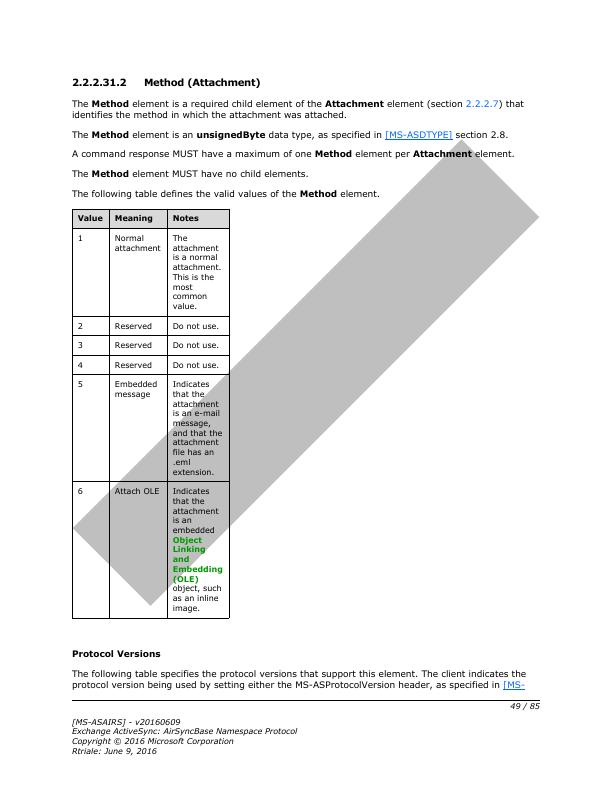 2.2.2.31.2 Method (Attachment)
The Method element is a required child element of the Attachment element (section 2.2.2.7) that
identifies the method in which the attachment was attached.
The Method element is an unsignedByte data type, as specified in [MS-ASDTYPE] section 2.8.
A command response MUST have a maximum of one Method element per Attachment element.
The Method element MUST have no child elements.
The following table defines the valid values of the Method element.
Value Meaning Notes
1 Normal The
attachment attachment
is a normal
attachment.
This is the
most
common
value.
2 Reserved Do not use.
3 Reserved Do not use.
4 Reserved Do not use.
5 Embedded Indicates
message that the
attachment
is an e-mail
message,
and that the
attachment
file has an
.eml
extension.
6 Attach OLE Indicates
that the
attachment
is an
embedded
Object
Linking
and
Embedding
(OLE)
object, such
as an inline
image.
Protocol Versions
The following table specifies the protocol versions that support this element. The client indicates the
protocol version being used by setting either the MS-ASProtocolVersion header, as specified in [MS-
49 / 85
[MS-ASAIRS] - v20160609
Exchange ActiveSync: AirSyncBase Namespace Protocol
Copyright © 2016 Microsoft Corporation
Rtriale: June 9, 2016